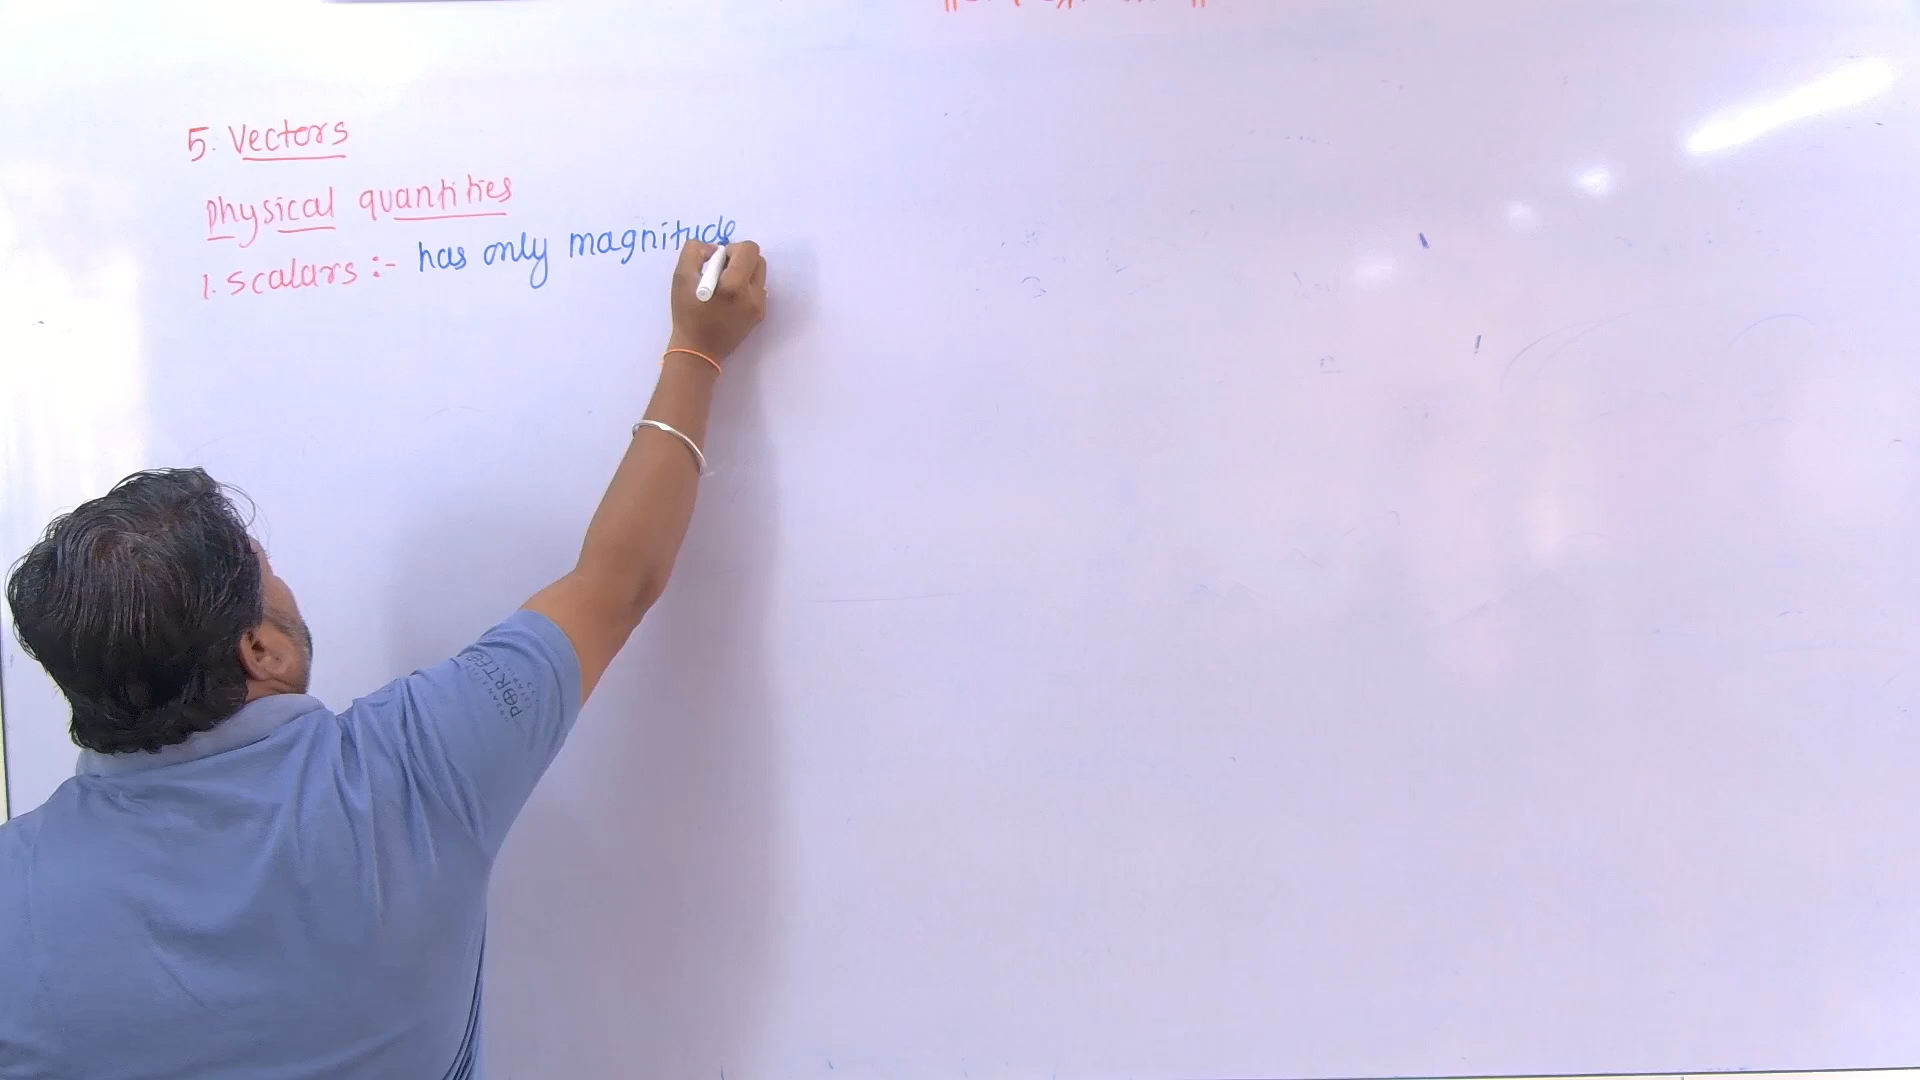 5. Vectors
Physical quantities
1. Scalars :- has only magnitude